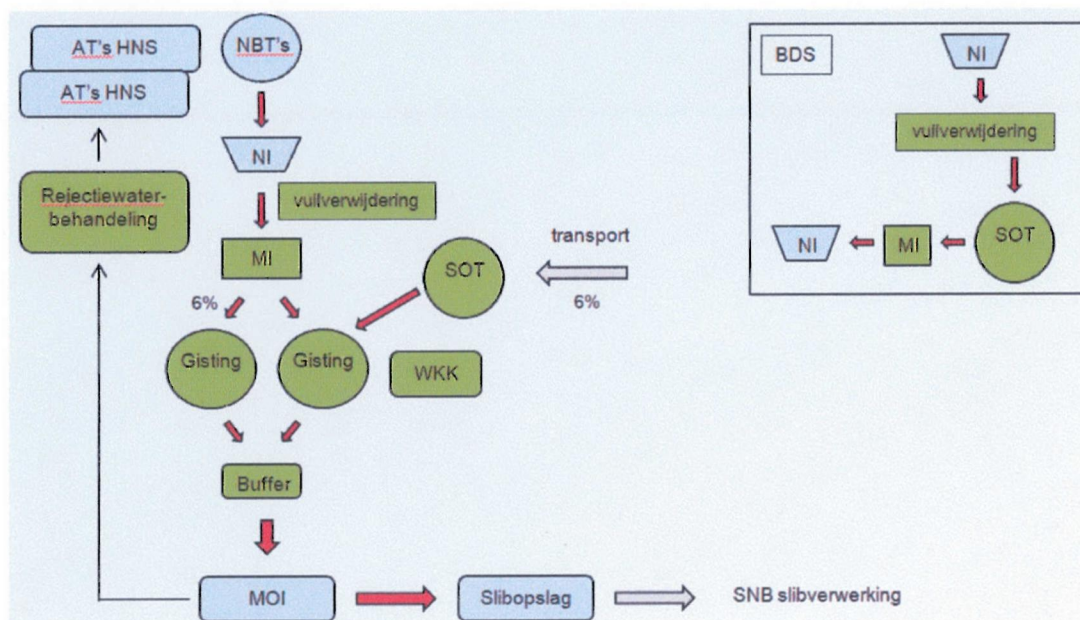 AT's HNS
AT's HNS
NBT's
NI
vuilverwijdering
Rejectiewater-
behandeling
MI
SOT
transport
6%
6%
Gisting
Gisting
WKK
Buffer
MOI
Slibopslag
SNB slibverwerking
BDS
NI
vuilverwijdering
SOT
MI
NI